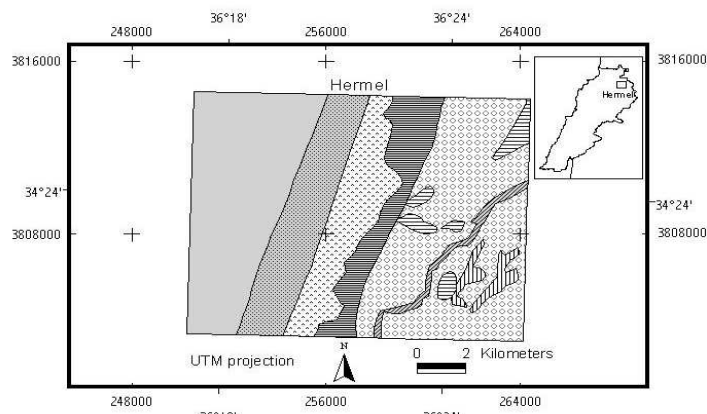 36°18' 36°24'
248000 256000 264000
3816000 3816000
Hermel
Hermel
34°24' 34°24'
3808000 3808000
N
0 2 Kilometers
UTM projection
248000 256000 264000